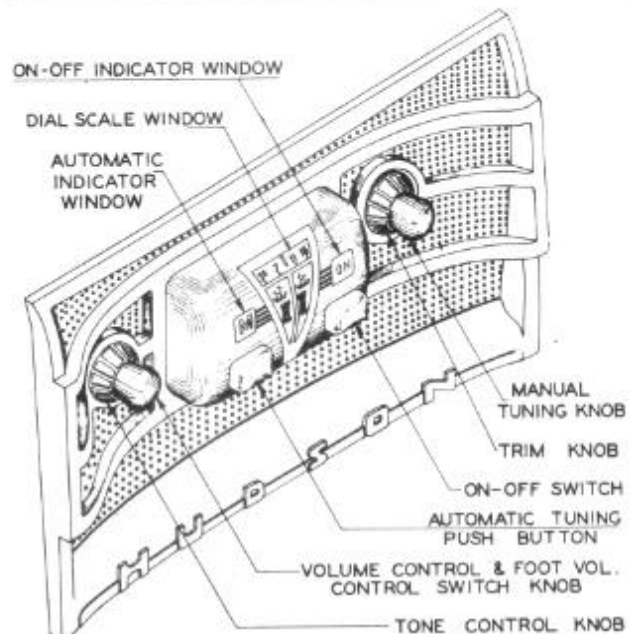 ON-OFF INDICATOR WINDOW
DIAL SCALE WINDOW
AUTOMATIC
INDICATOR
WINDOW
ON
M
HUDSON
MANUAL
TUNING KNOB
TRIM KNOB
ON-OFF SWITCH
AUTOMATIC TUNING
PUSH BUTTON
VOLUME CONTROL & FOOT VOL.
CONTROL SWITCH KNOB
TONE CONTROL KNOB